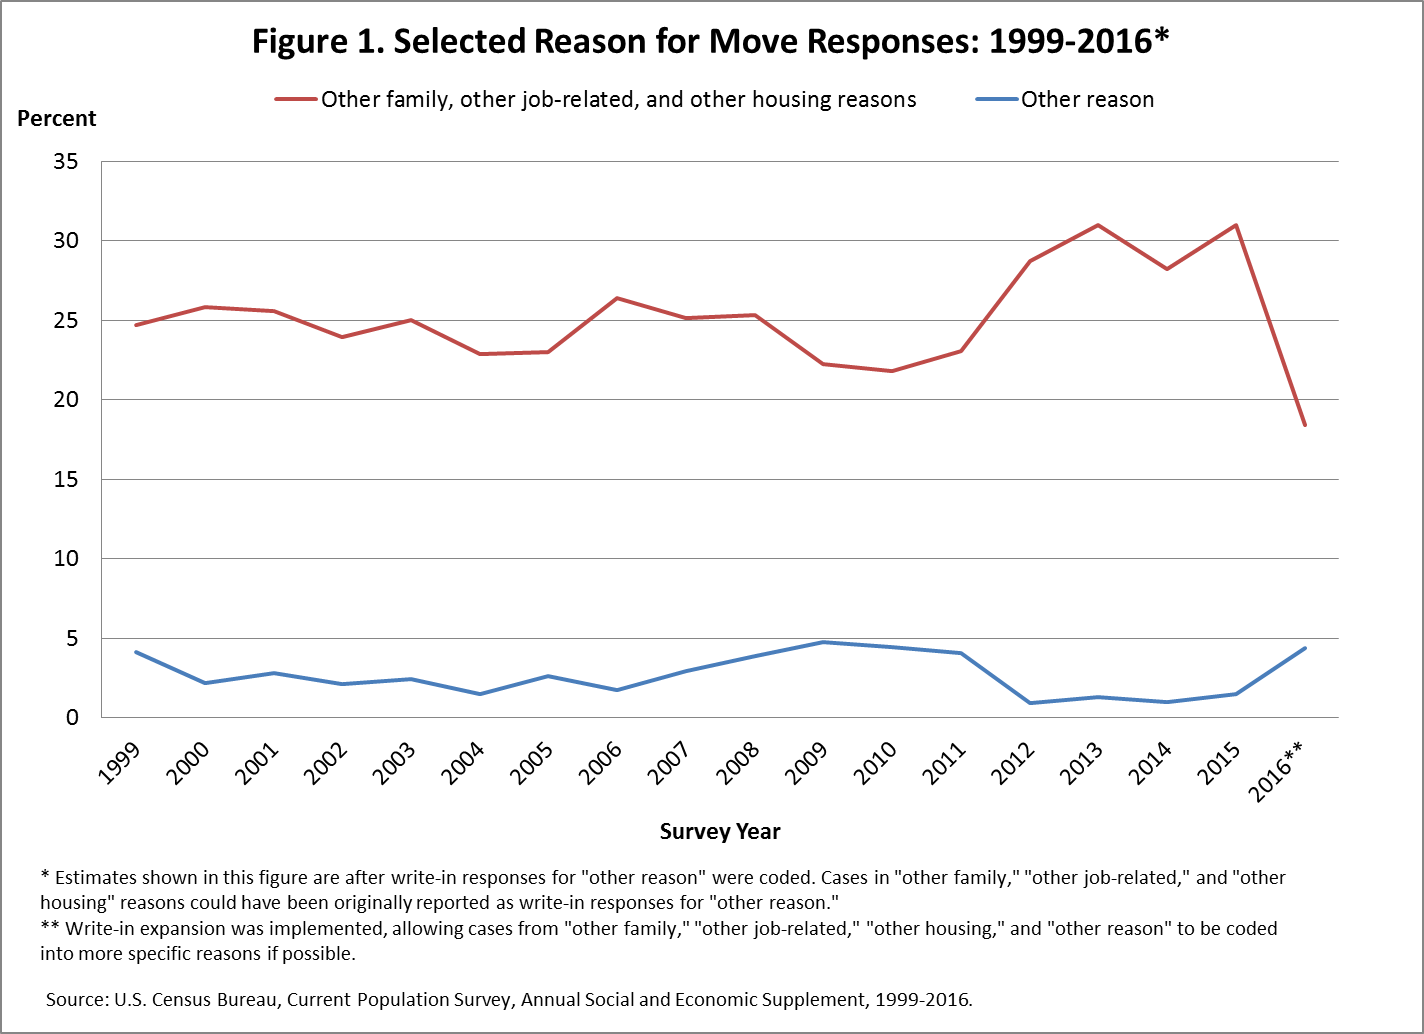 Figure 1. Selected Reason for Move Responses: 1999-2016*
Other family, other job-related, and other housing reasons
Other reason
Percent
35
30
25
20
15
10
5
0
1999
2000
2001
2002
2003
2004
2005
2006
2007
2008
2009
2010
2011
2012
2013
2014
2015
2016**
Survey Year
* Estimates shown in this figure are after write-in responses for "other reason" were coded. Cases in "other family," "other job-related," and "other
housing" reasons could have been originally reported as write-in responses for "other reason."
** Write-in expansion was implemented, allowing cases from "other family," "other job-related," "other housing," and "other reason" to be coded
into more specific reasons if possible.
Source: U.S. Census Bureau, Current Population Survey, Annual Social and Economic Supplement, 1999-2016.